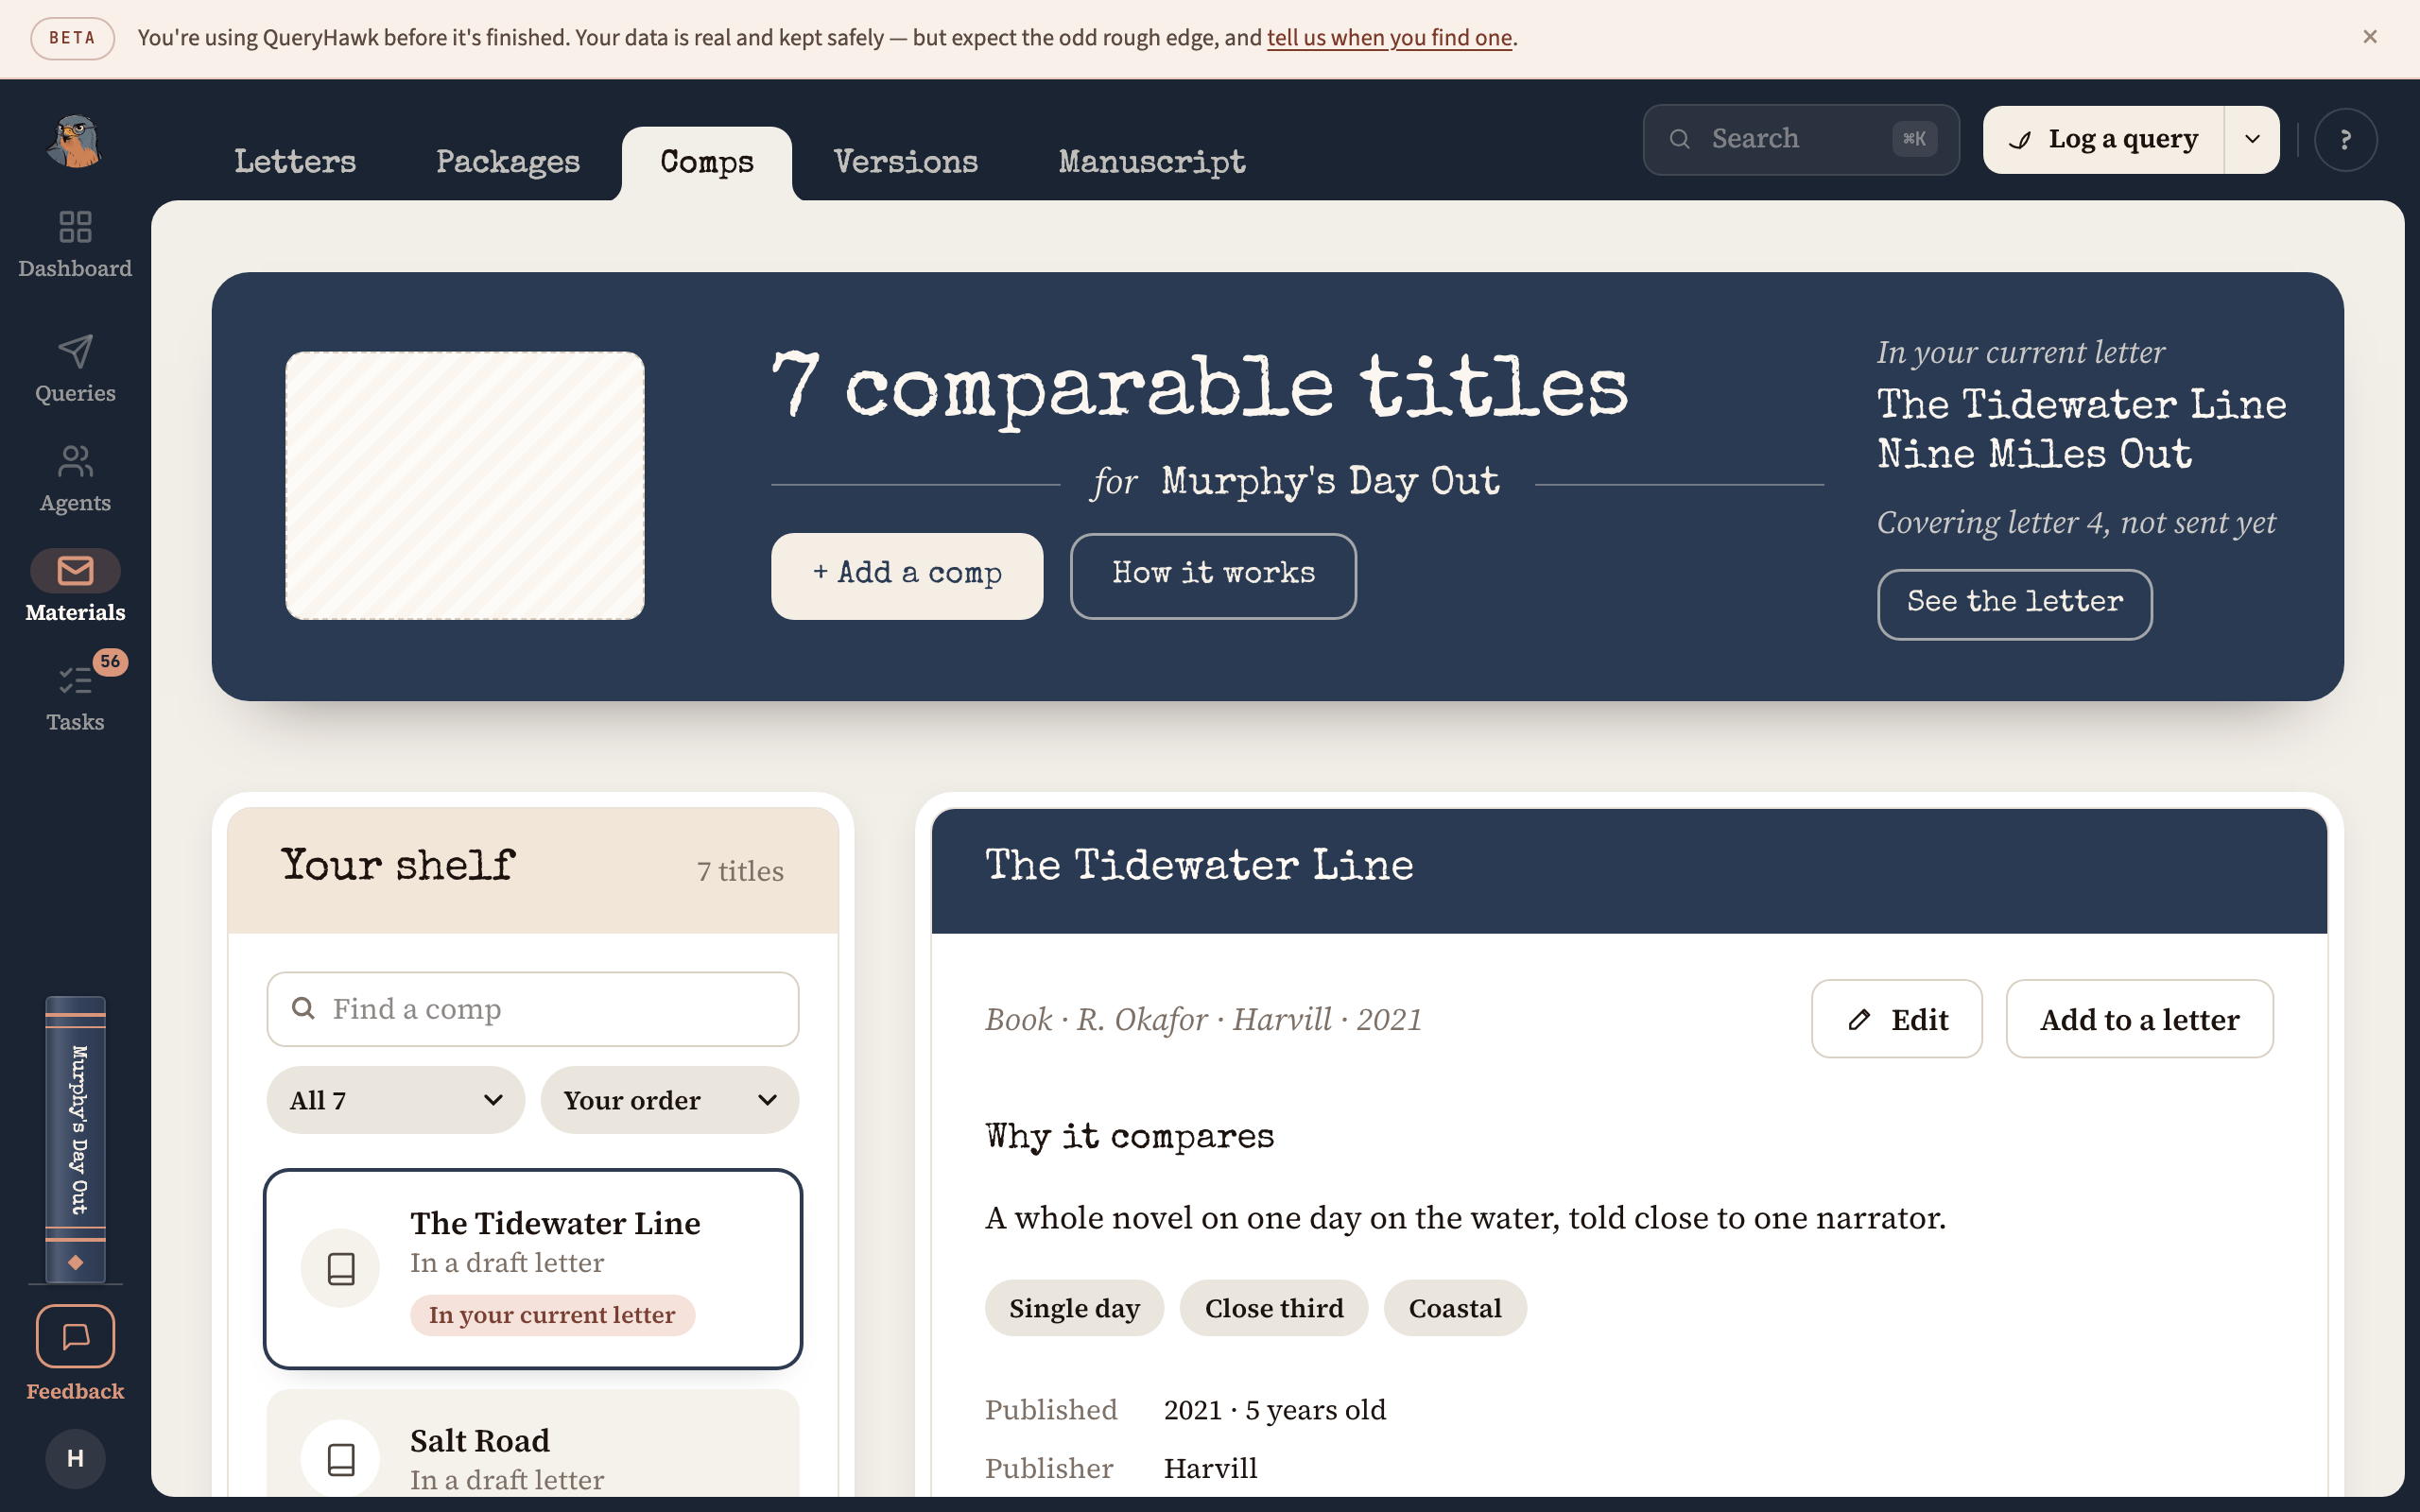 BETA You're using QueryHawk before it's finished. Your data is real and kept safely — but expect the odd rough edge, and tell us when you find one. ×
Letters Packages Comps Versions Manuscript
Search ⌘K Log a query ?
Dashboard
Queries
Agents
Materials
56
Tasks
Murphy's Day Out
Feedback
H
7 comparable titles
for Murphy's Day Out
+ Add a comp How it works
In your current letter
The Tidewater Line
Nine Miles Out
Covering letter 4, not sent yet
See the letter
Your shelf 7 titles
Find a comp
All 7 Your order
The Tidewater Line
In a draft letter
In your current letter
Salt Road
In a draft letter
The Tidewater Line
Book · R. Okafor · Harvill · 2021
Edit Add to a letter
Why it compares
A whole novel on one day on the water, told close to one narrator.
Single day Close third Coastal
Published 2021 · 5 years old
Publisher Harvill